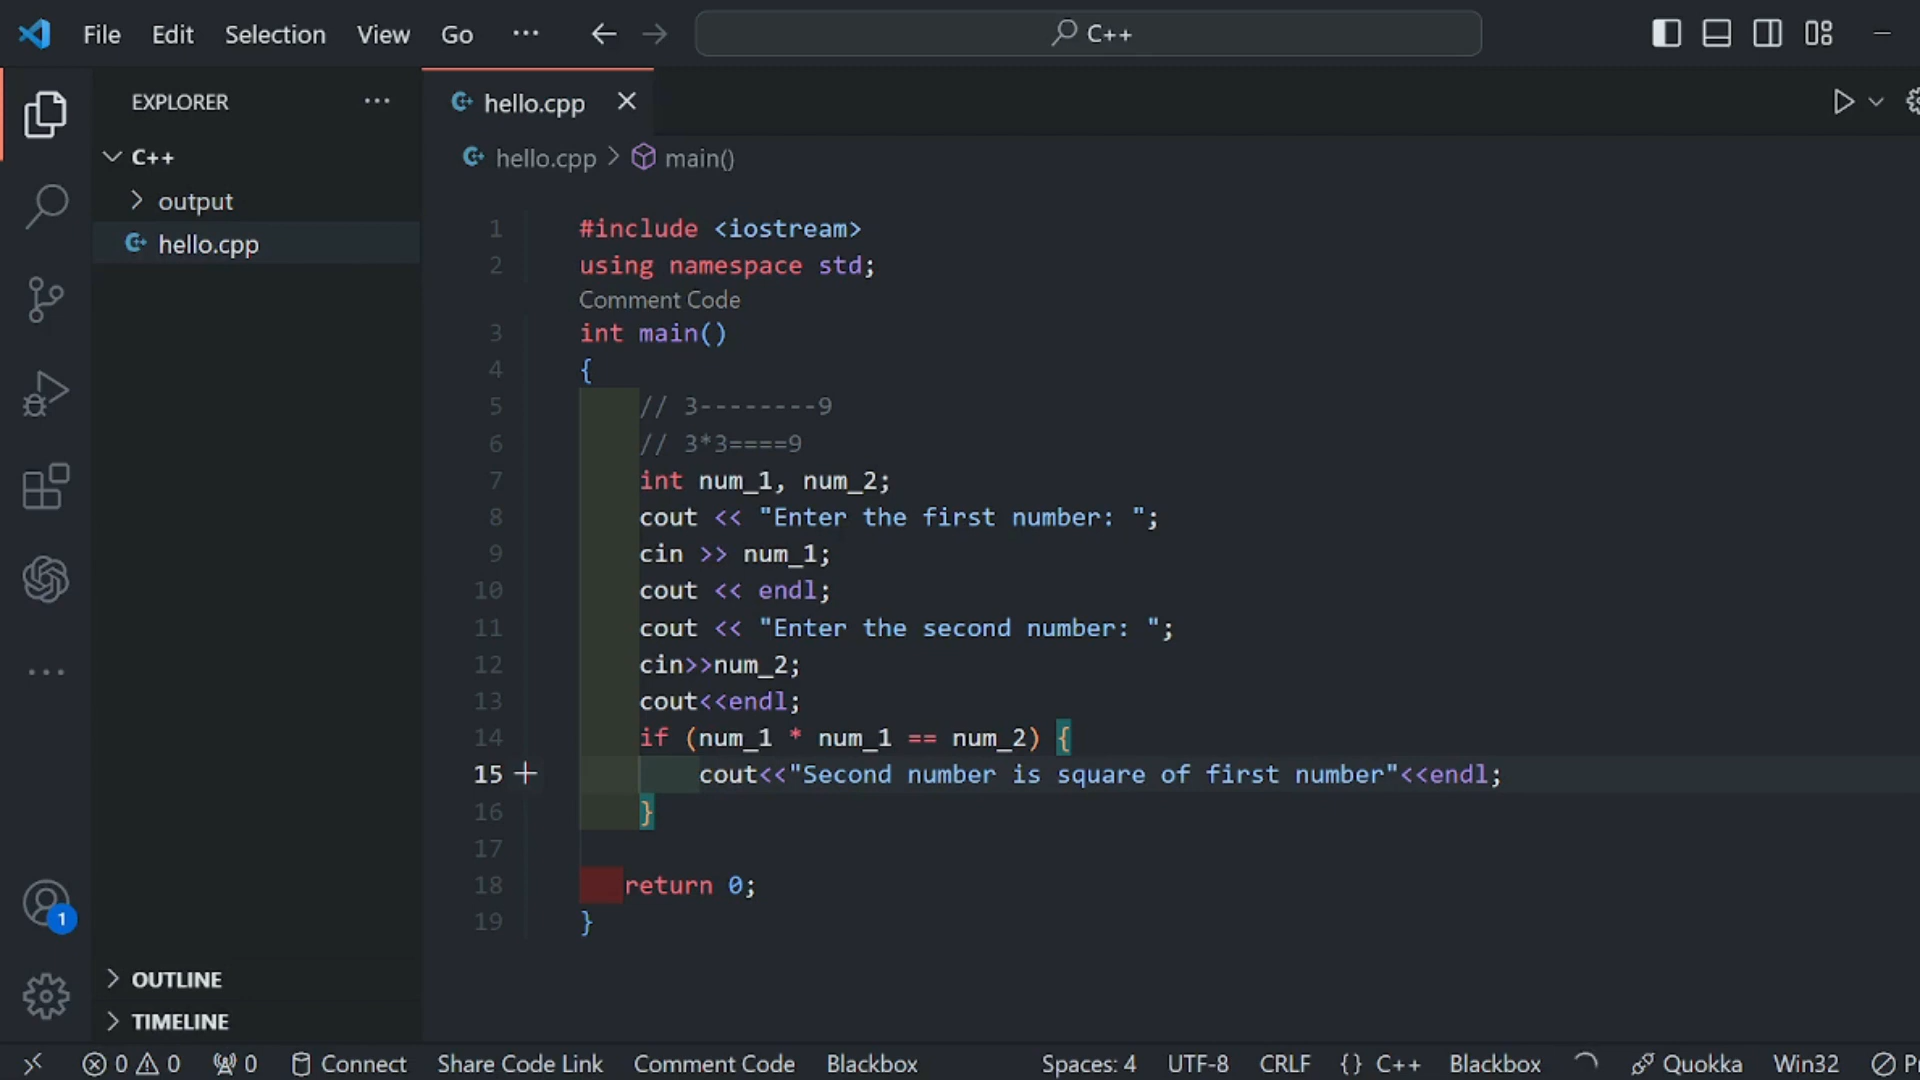 File Edit Selection View Go ··· C++
EXPLORER ···
hello.cpp
C++
output
hello.cpp
hello.cpp > main()
1 #include <iostream>
2 using namespace std;
Comment Code
3 int main()
4 {
5 // 3--------9
6 // 3*3====9
7 int num_1, num_2;
8 cout << "Enter the first number: ";
9 cin >> num_1;
10 cout << endl;
11 cout << "Enter the second number: ";
12 cin>>num_2;
13 cout<<endl;
14 if (num_1 * num_1 == num_2) {
15 cout<<"Second number is square of first number"<<endl;
16 }
17
18 return 0;
19 }
1
OUTLINE
TIMELINE
0 0 0 Connect Share Code Link Comment Code Blackbox Spaces: 4 UTF-8 CRLF {} C++ Blackbox Quokka Win32